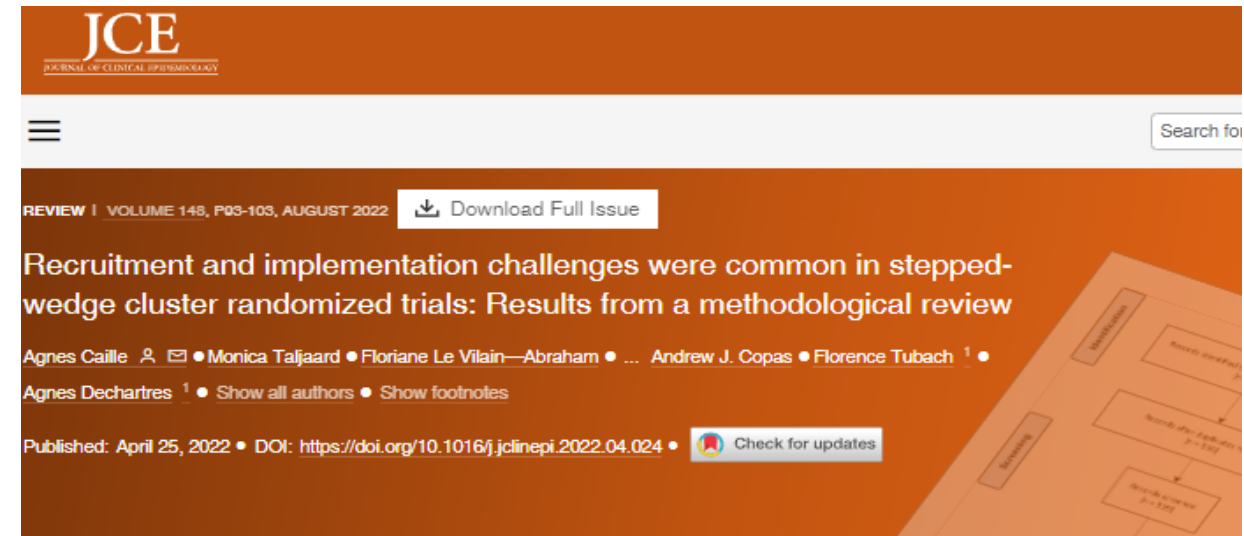 JCE
JOURNAL OF CLINICAL EPIDEMIOLOGY
Search for
REVIEW | VOLUME 148, P93-103, AUGUST 2022 Download Full Issue
Recruitment and implementation challenges were common in stepped-
wedge cluster randomized trials: Results from a methodological review
Agnes Caille ● Monica Taljaard ● Floriane Le Vilain—Abraham ● ... Andrew J. Copas ● Florence Tubach 1 ●
Agnes Dechartres 1 ● Show all authors ● Show footnotes
Published: April 25, 2022 ● DOI: https://doi.org/10.1016/j.jclinepi.2022.04.024 ● Check for updates
Identification
Screening